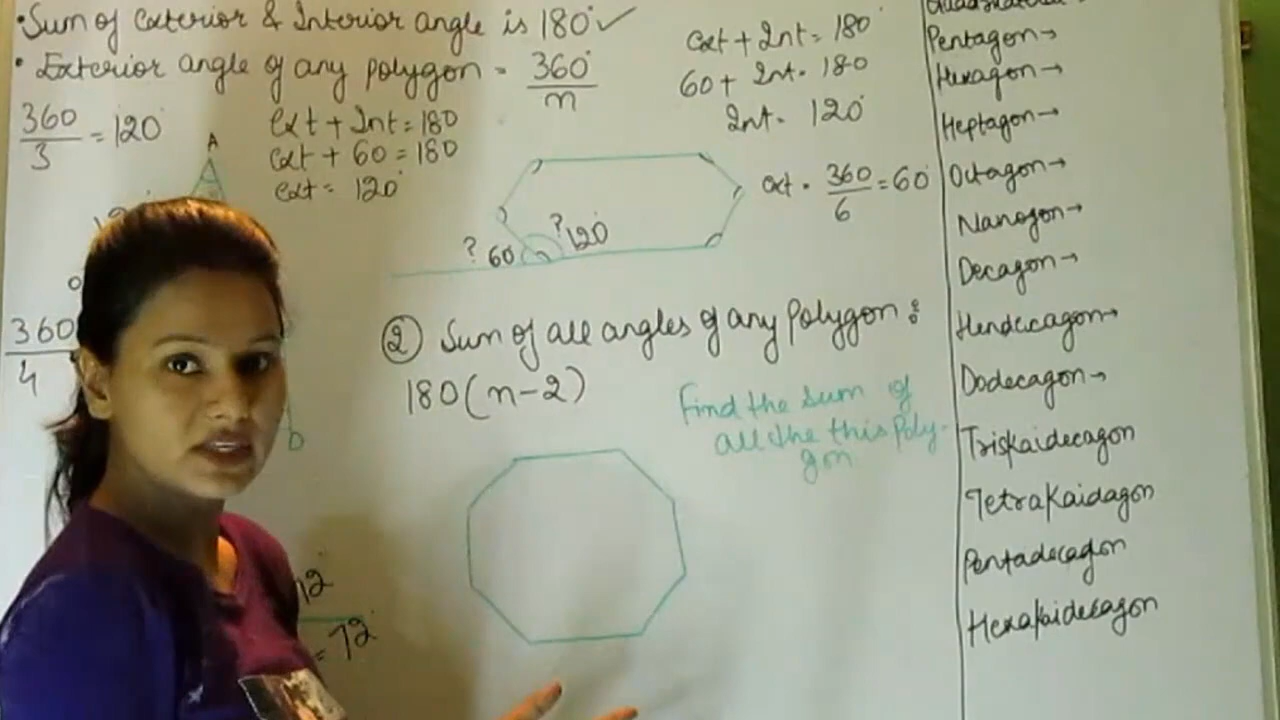 • Sum of Exterior & Interior angle is 180° ✓
• Exterior angle of any polygon = 360° / n
360 / 3 = 120°
A
Ext + Int = 180
Ext + 60 = 180
Ext = 120°
Ext + Int = 180°
60 + Int = 180
Int = 120°
Ext = 360 / 6 = 60
? 60
? 120°
360
4
D
② Sum of all angles of any Polygon :
180(n-2)
Find the Sum of
all the this Poly-
gon
= 72°
Pentagon →
Hexagon →
Heptagon →
Octagon →
Nanogon →
Decagon →
Hendecagon →
Dodecagon →
Triskaidecagon
Tetrakaidagon
Pentadecagon
Hexakaidecagon